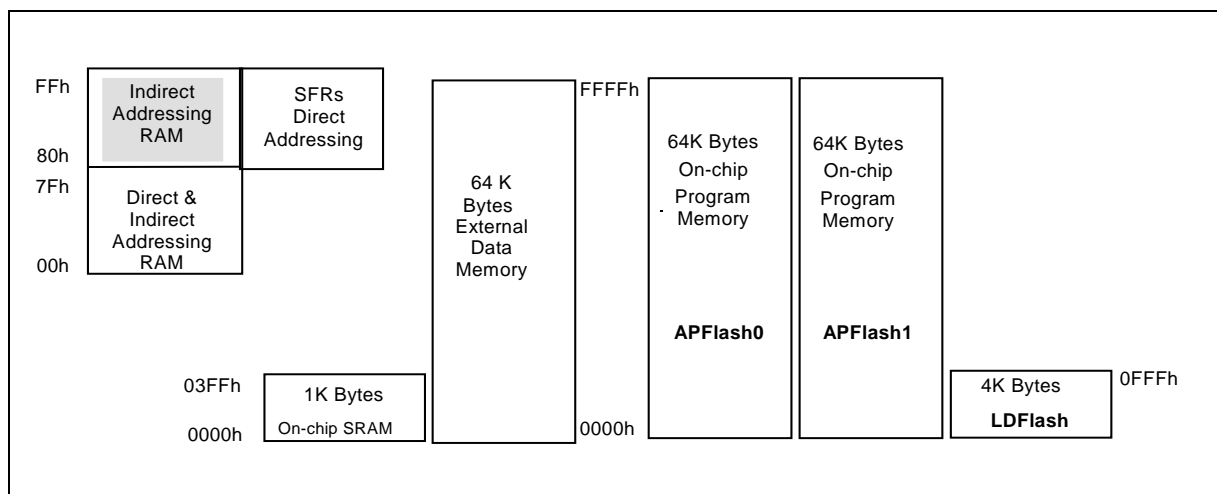 FFh
Indirect
Addressing
RAM
80h
SFRs
Direct
Addressing
7Fh
Direct &
Indirect
Addressing
RAM
00h
03FFh
1K Bytes
On-chip SRAM
0000h
64 K
Bytes
External
Data
Memory
FFFFh
0000h
64K Bytes
On-chip
Program
Memory
APFlash0
64K Bytes
On-chip
Program
Memory
APFlash1
4K Bytes
LDFlash
0FFFh